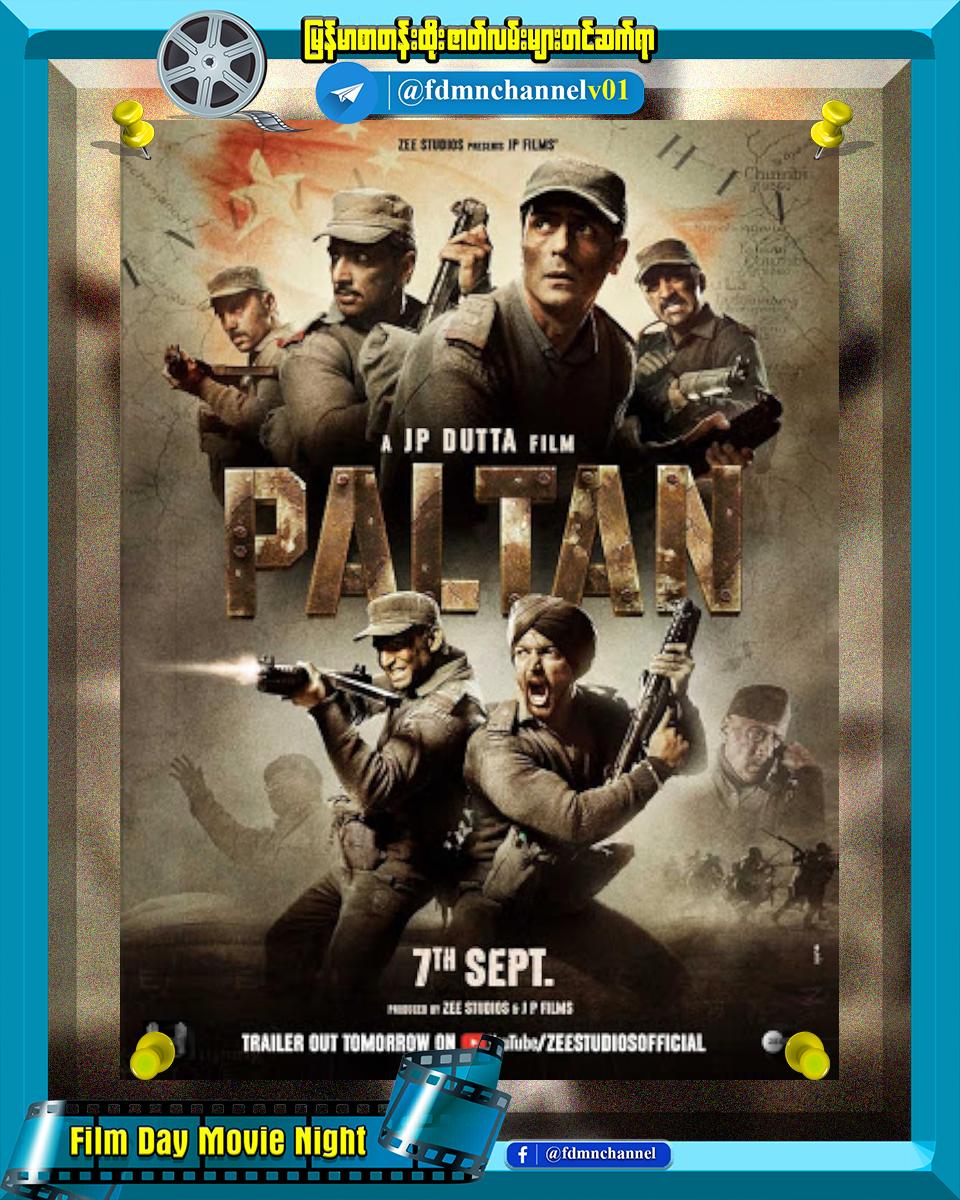 မြန်မာစာတန်းထိုးဇာတ်လမ်းများတင်ဆက်ရာ
@fdmnchannelv01
ZEE STUDIOS PRESENTS JP FILMS'
A JP DUTTA FILM
PALTAN
7TH SEPT.
PRODUCED BY ZEE STUDIOS & J P FILMS
TRAILER OUT TOMORROW ON YouTube/ZEESTUDIOSOFFICIAL
Film Day Movie Night
@fdmnchannel